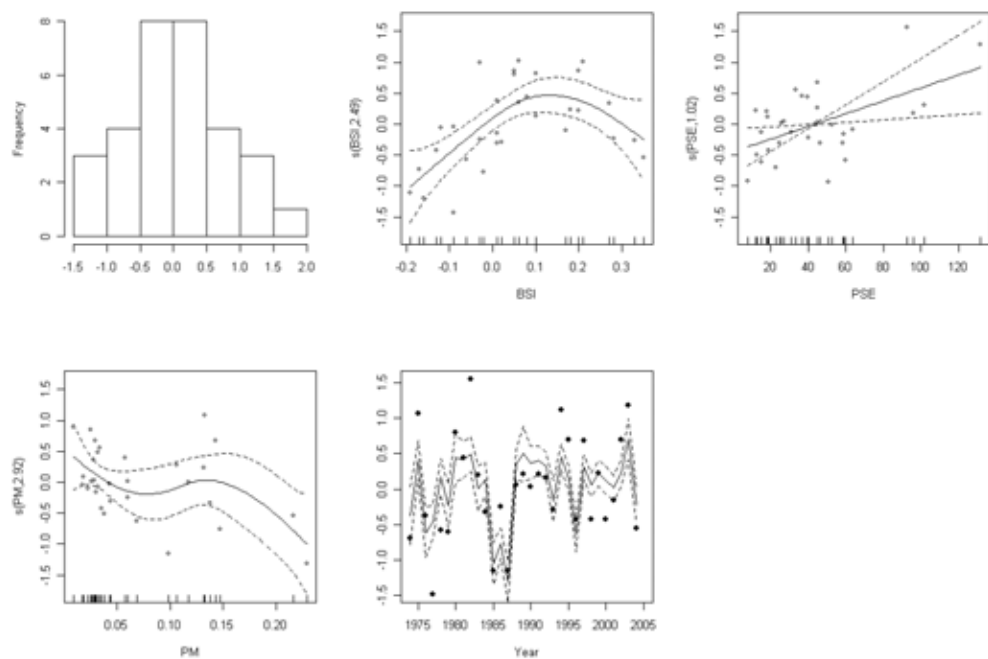 Frequency
0 2 4 6 8
-1.5 -1.0 -0.5 0.0 0.5 1.0 1.5 2.0
s(BSI,2.49)
-1.5 -0.5 0.0 0.5 1.0 1.5
-0.2 -0.1 0.0 0.1 0.2 0.3
BSI
s(PSE,1.02)
-1.5 -0.5 0.0 0.5 1.0 1.5
20 40 60 80 100 120
PSE
s(PM,2.92)
-1.5 -0.5 0.0 0.5 1.0 1.5
0.05 0.10 0.15 0.20
PM
-1.5 -1.0 -0.5 0.0 0.5 1.0 1.5
1975 1980 1985 1990 1995 2000 2005
Year